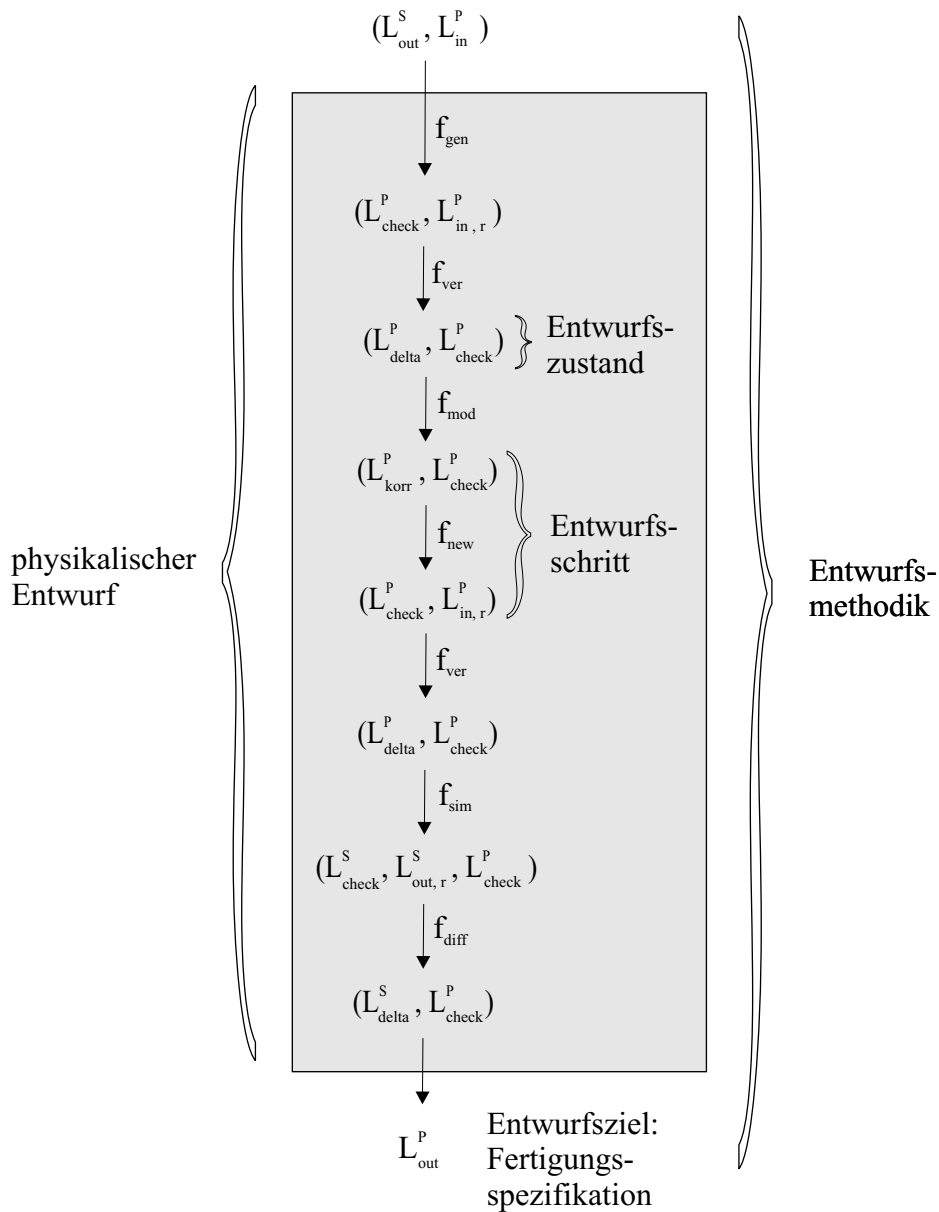 (L^S_out, L^P_in)
f_gen
(L^P_check, L^P_in, r)
f_ver
(L^P_delta, L^P_check)
Entwurfs-
zustand
f_mod
(L^P_korr, L^P_check)
f_new
Entwurfs-
schritt
physikalischer
Entwurf
Entwurfs-
methodik
(L^P_check, L^P_in, r)
f_ver
(L^P_delta, L^P_check)
f_sim
(L^S_check, L^S_out, r, L^P_check)
f_diff
(L^S_delta, L^P_check)
L^P_out
Entwurfsziel:
Fertigungs-
spezifikation